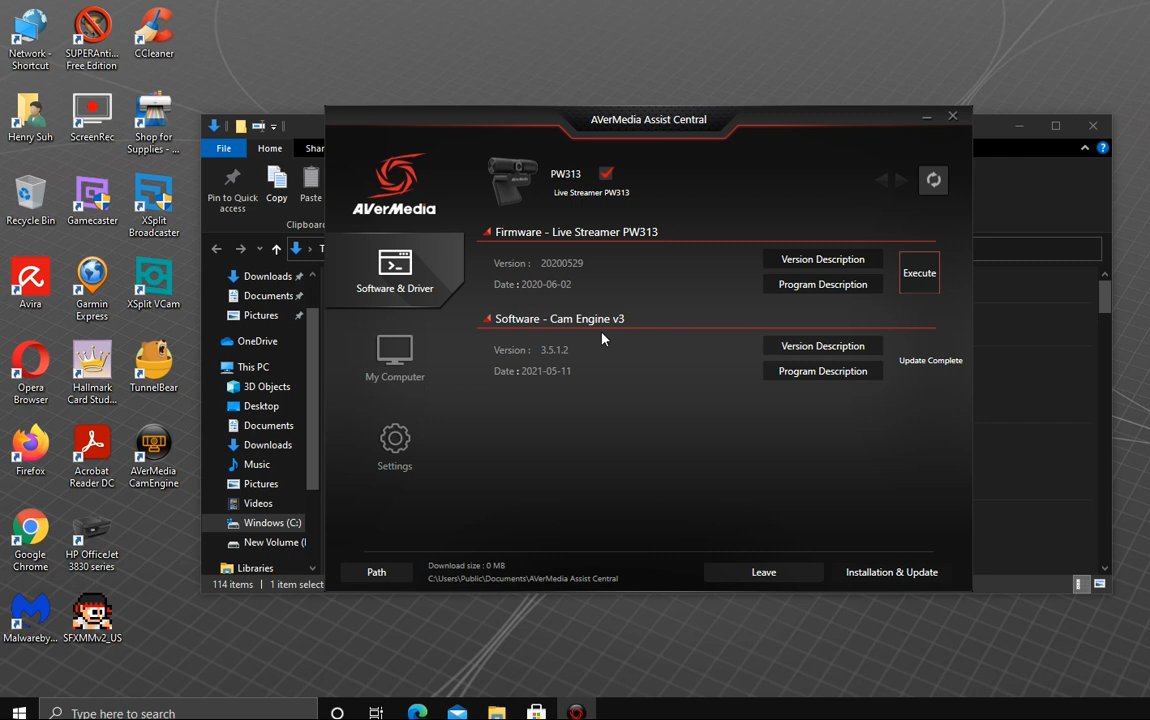 Network -
Shortcut
SUPERAnti...
Free Edition
CCleaner
Henry Suh
ScreenRec
Shop for
Supplies - ...
Recycle Bin
Gamecaster
XSplit
Broadcaster
Avira
Garmin
Express
XSplit VCam
Opera
Browser
Hallmark
Card Stud...
TunnelBear
Firefox
Acrobat
Reader DC
AVerMedia
CamEngine
Google
Chrome
HP OfficeJet
3830 series
Malwareby...
SFXMMv2_US
File
Home
Shar
Pin to Quick
access
Copy
Paste
Clipboar
T
Downloads
Documents
Pictures
OneDrive
This PC
3D Objects
Desktop
Documents
Downloads
Music
Pictures
Videos
Windows (C:)
New Volume (
Libraries
114 items
1 item select
AVerMedia Assist Central
AVerMedia
PW313
Live Streamer PW313
Software & Driver
My Computer
Settings
Firmware - Live Streamer PW313
Version : 20200529
Date : 2020-06-02
Version Description
Program Description
Execute
Software - Cam Engine v3
Version : 3.5.1.2
Date : 2021-05-11
Version Description
Program Description
Update Complete
Path
Download size : 0 MB
C:\Users\Public\Documents\AVerMedia Assist Central
Leave
Installation & Update
Type here to search